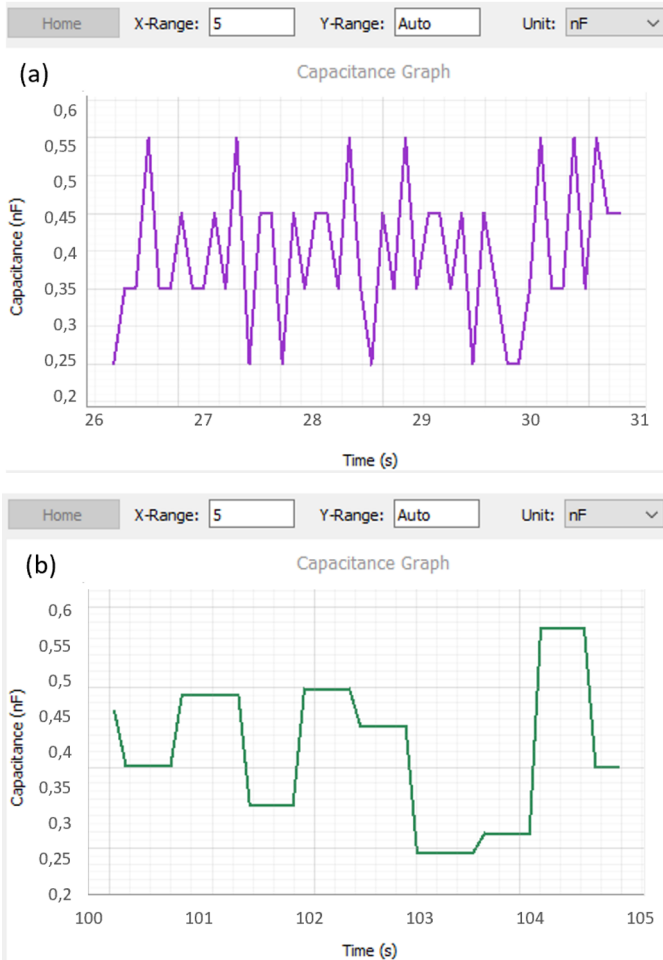 Home X-Range: 5 Y-Range: Auto Unit: nF
(a)
Capacitance Graph
Capacitance (nF)
0,6
0,55
0,5
0,45
0,4
0,35
0,3
0,25
0,2
26 27 28 29 30 31
Time (s)
Home X-Range: 5 Y-Range: Auto Unit: nF
(b)
Capacitance Graph
Capacitance (nF)
0,6
0,55
0,5
0,45
0,4
0,35
0,3
0,25
0,2
100 101 102 103 104 105
Time (s)